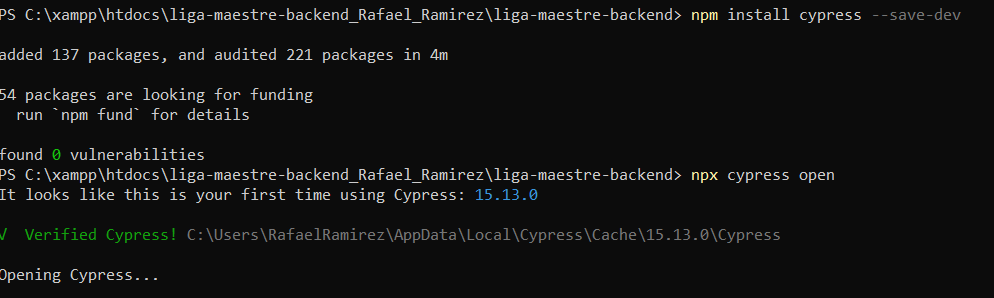 PS C:\xampp\htdocs\liga-maestre-backend_Rafael_Ramirez\liga-maestre-backend> npm install cypress --save-dev
added 137 packages, and audited 221 packages in 4m
54 packages are looking for funding
run `npm fund` for details
found 0 vulnerabilities
PS C:\xampp\htdocs\liga-maestre-backend_Rafael_Ramirez\liga-maestre-backend> npx cypress open
It looks like this is your first time using Cypress: 15.13.0
√ Verified Cypress! C:\Users\RafaelRamirez\AppData\Local\Cypress\Cache\15.13.0\Cypress
Opening Cypress...